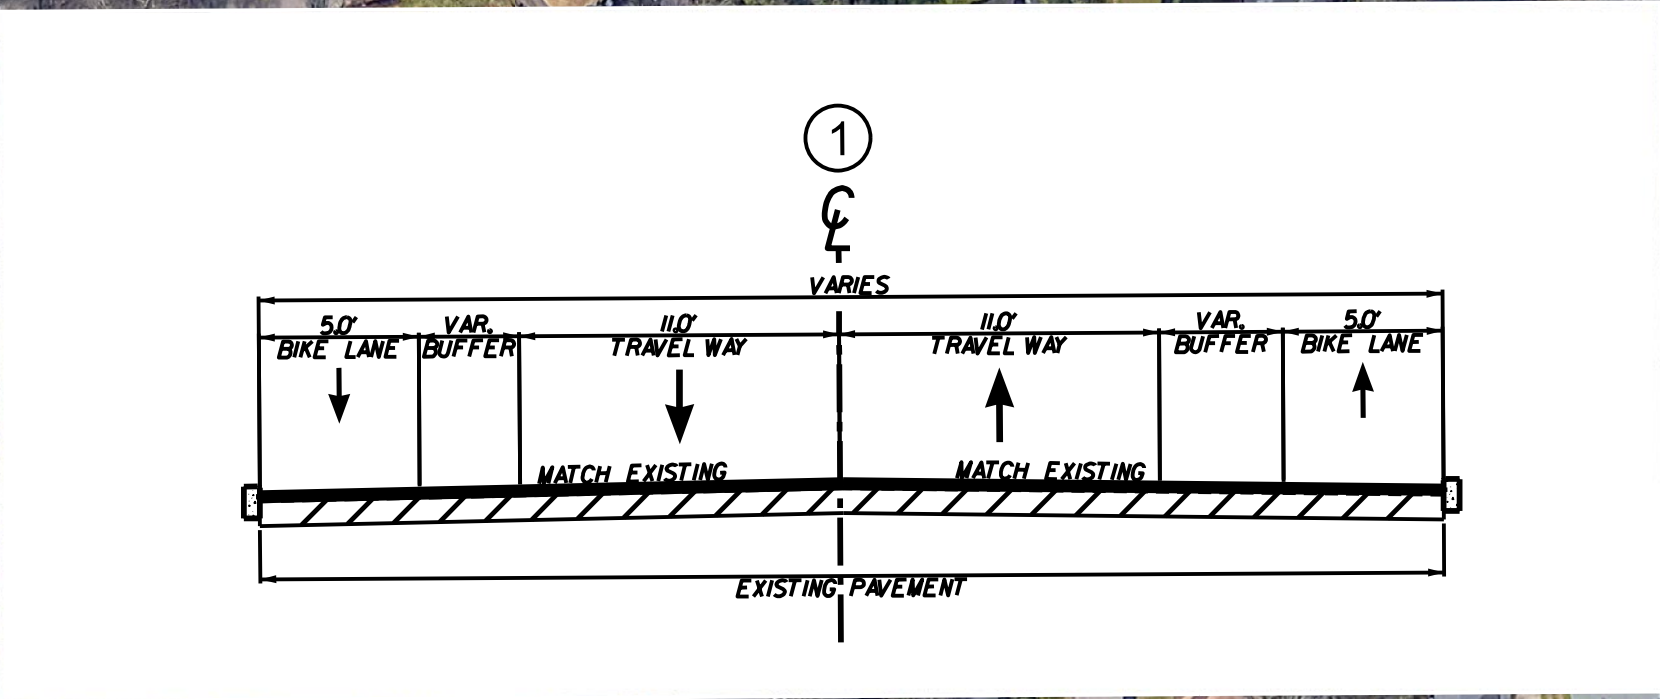 1
℄
VARIES
5.0' VAR. 11.0' 11.0' VAR. 5.0'
BIKE LANE BUFFER TRAVEL WAY TRAVEL WAY BUFFER BIKE LANE
MATCH EXISTING MATCH EXISTING
EXISTING PAVEMENT